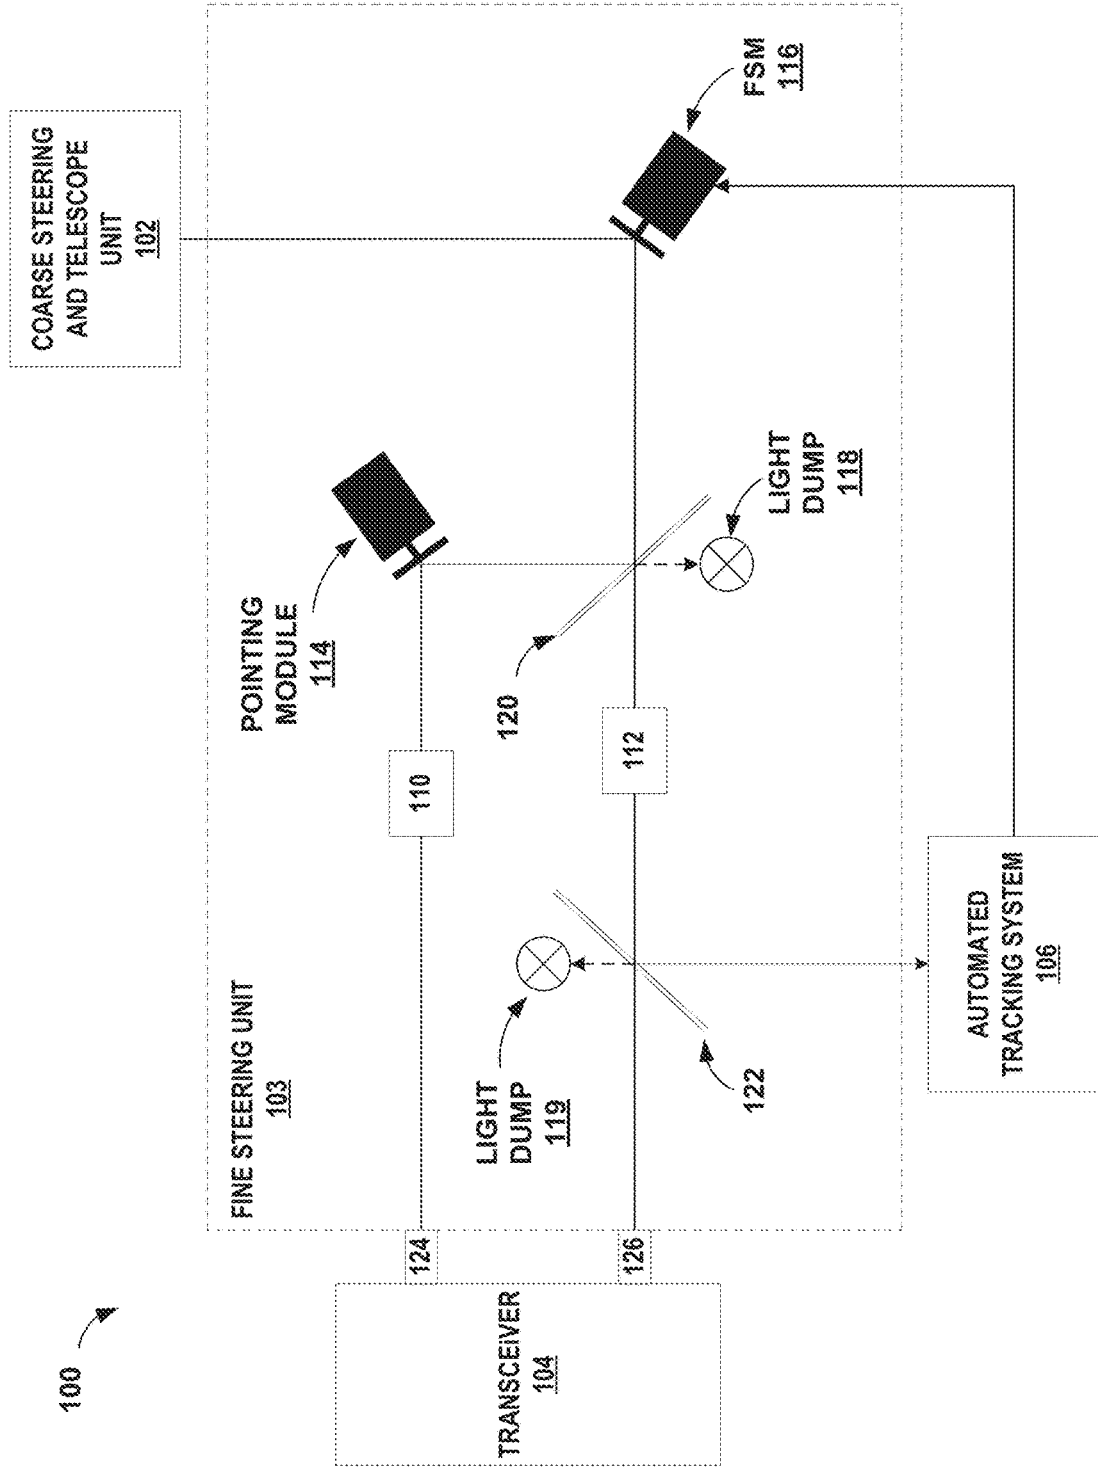 100
COARSE STEERING
AND TELESCOPE
UNIT
102
FINE STEERING UNIT
103
POINTING
MODULE
114
FSM
116
LIGHT
DUMP
119
LIGHT
DUMP
118
110
112
120
122
124
126
TRANSCEiVER
104
AUTOMATED
TRACKING SYSTEM
106